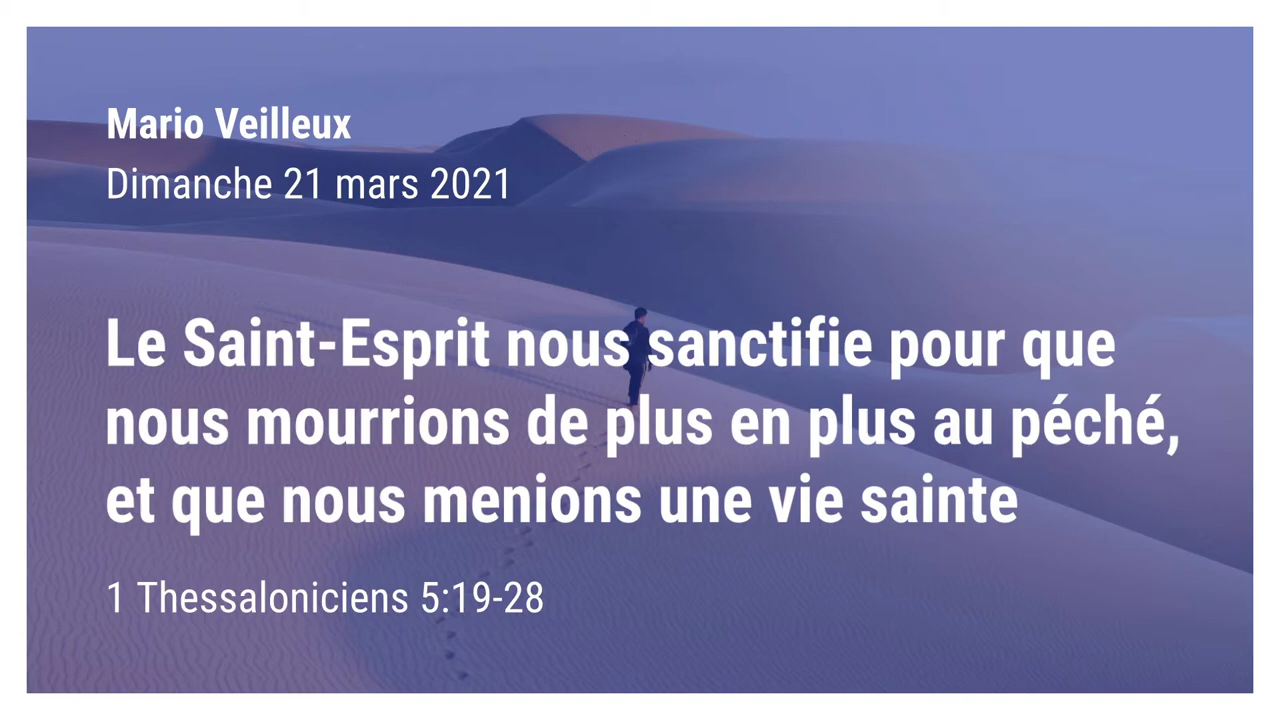 Mario Veilleux
Dimanche 21 mars 2021
Le Saint-Esprit nous sanctifie pour que
nous mourrions de plus en plus au péché,
et que nous menions une vie sainte
1 Thessaloniciens 5:19-28